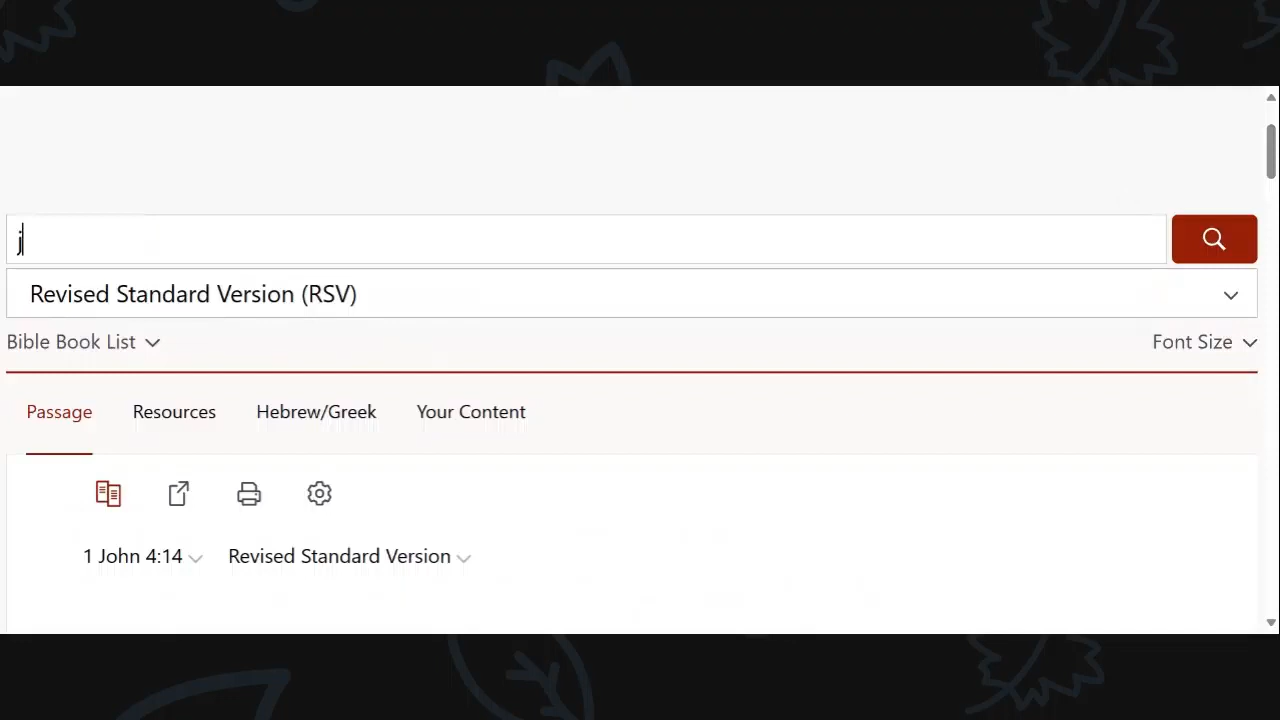 j
Revised Standard Version (RSV)
Bible Book List
Font Size
Passage Resources Hebrew/Greek Your Content
1 John 4:14 Revised Standard Version